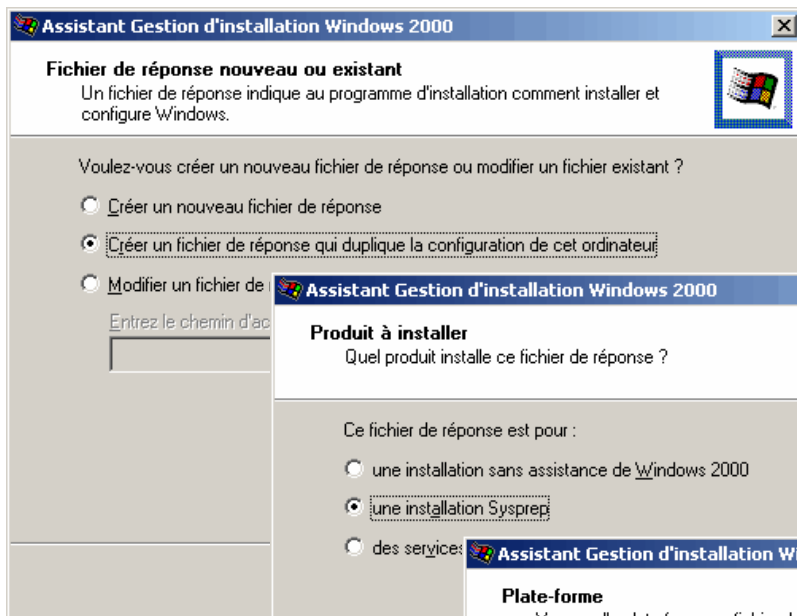 Assistant Gestion d'installation Windows 2000
Fichier de réponse nouveau ou existant
Un fichier de réponse indique au programme d'installation comment installer et
configure Windows.
Voulez-vous créer un nouveau fichier de réponse ou modifier un fichier existant ?
Créer un nouveau fichier de réponse
Créer un fichier de réponse qui duplique la configuration de cet ordinateur
Modifier un fichier de
Entrez le chemin d'ac
Assistant Gestion d'installation Windows 2000
Produit à installer
Quel produit installe ce fichier de réponse ?
Ce fichier de réponse est pour :
une installation sans assistance de Windows 2000
une installation Sysprep
des services
Assistant Gestion d'installation Wi
Plate-forme